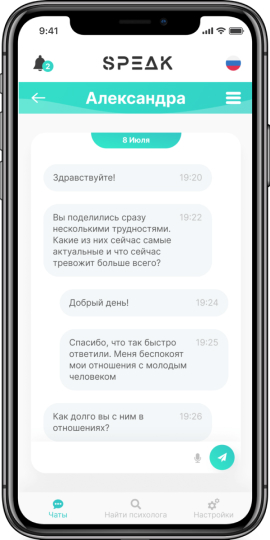 9:41
2
SPEAK
Александра
8 Июля
Здравствуйте! 19:20
Вы поделились сразу 19:22
несколькими трудностями.
Какие из них сейчас самые
актуальные и что сейчас
тревожит больше всего?
Добрый день! 19:24
Спасибо, что так быстро 19:25
ответили. Меня беспокоят
мои отношения с молодым
человеком
Как долго вы с ним в 19:26
отношениях?
Чаты Найти психолога Настройки